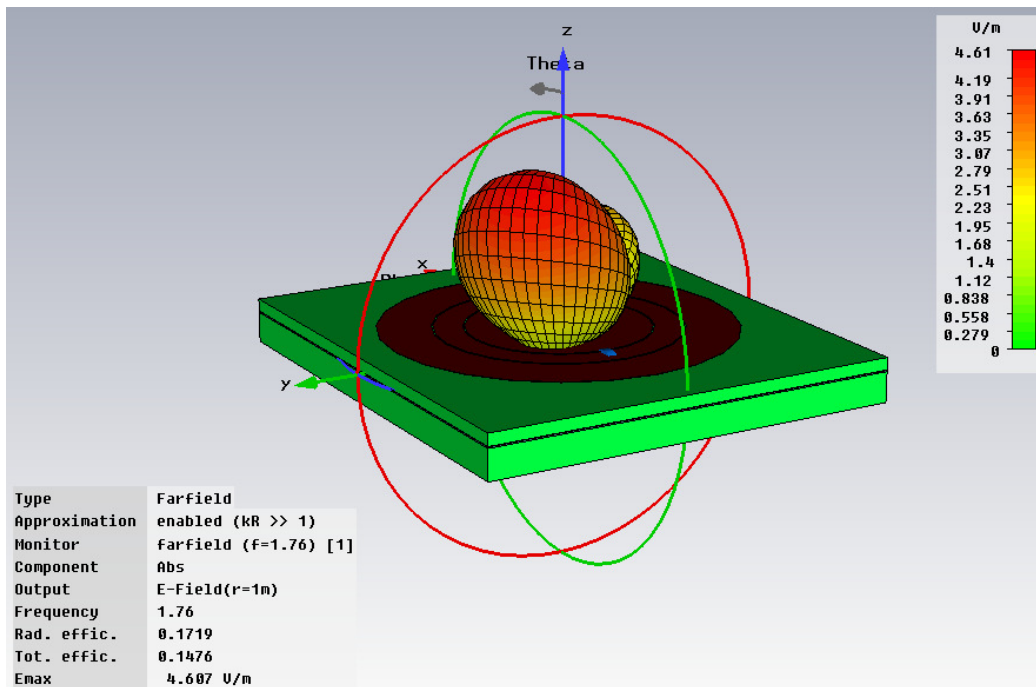 z
Theta
x
y
V/m
4.61
4.19
3.91
3.63
3.35
3.07
2.79
2.51
2.23
1.95
1.68
1.4
1.12
0.838
0.558
0.279
0
Type Farfield
Approximation enabled (kR >> 1)
Monitor farfield (f=1.76) [1]
Component Abs
Output E-Field(r=1m)
Frequency 1.76
Rad. effic. 0.1719
Tot. effic. 0.1476
Emax 4.607 V/m